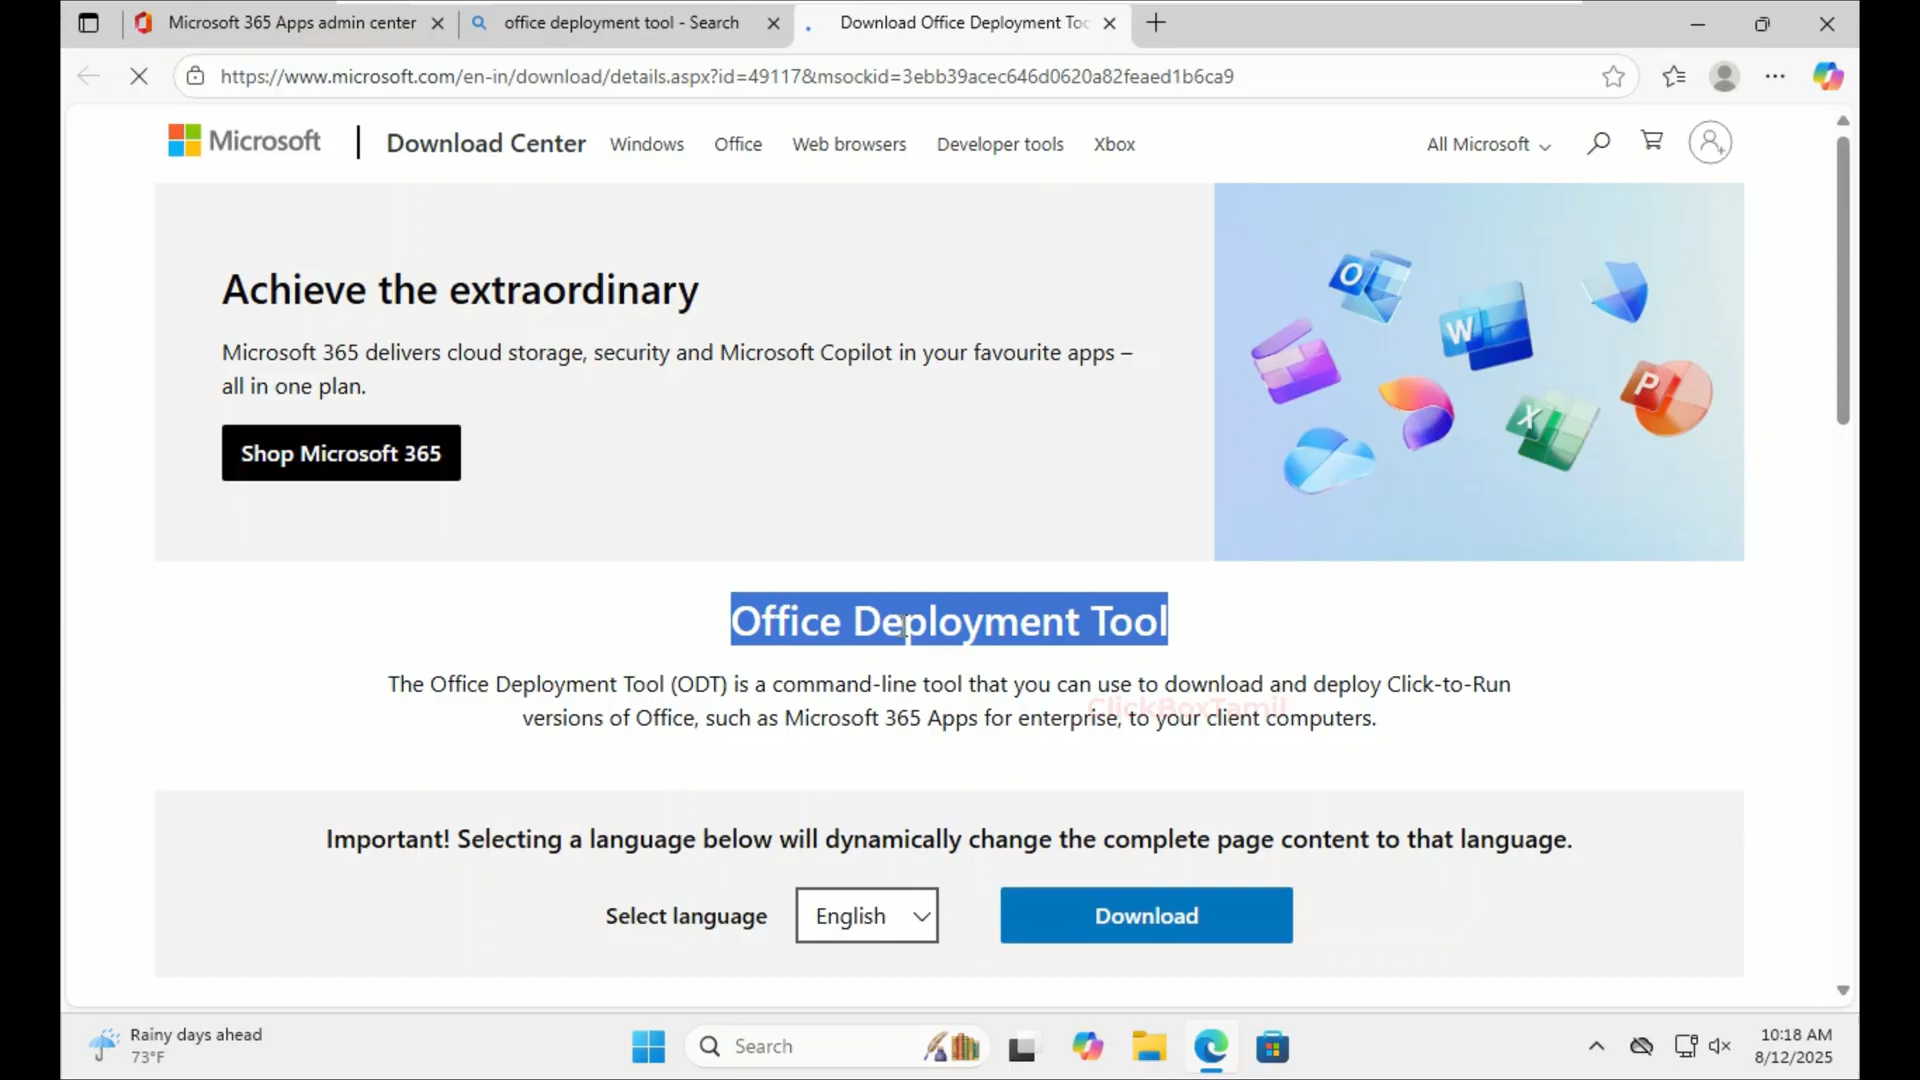 Microsoft 365 Apps admin center
office deployment tool - Search
Download Office Deployment Too
https://www.microsoft.com/en-in/download/details.aspx?id=49117&msockid=3ebb39acec646d0620a82feaed1b6ca9
Microsoft
Download Center
Windows
Office
Web browsers
Developer tools
Xbox
All Microsoft
Achieve the extraordinary
Microsoft 365 delivers cloud storage, security and Microsoft Copilot in your favourite apps –
all in one plan.
Shop Microsoft 365
O
W
P
X
Office Deployment Tool
The Office Deployment Tool (ODT) is a command-line tool that you can use to download and deploy Click-to-Run
versions of Office, such as Microsoft 365 Apps for enterprise, to your client computers.
ClickBoxTamil
Important! Selecting a language below will dynamically change the complete page content to that language.
Select language
English
Download
Rainy days ahead
73°F
Search
10:18 AM
8/12/2025